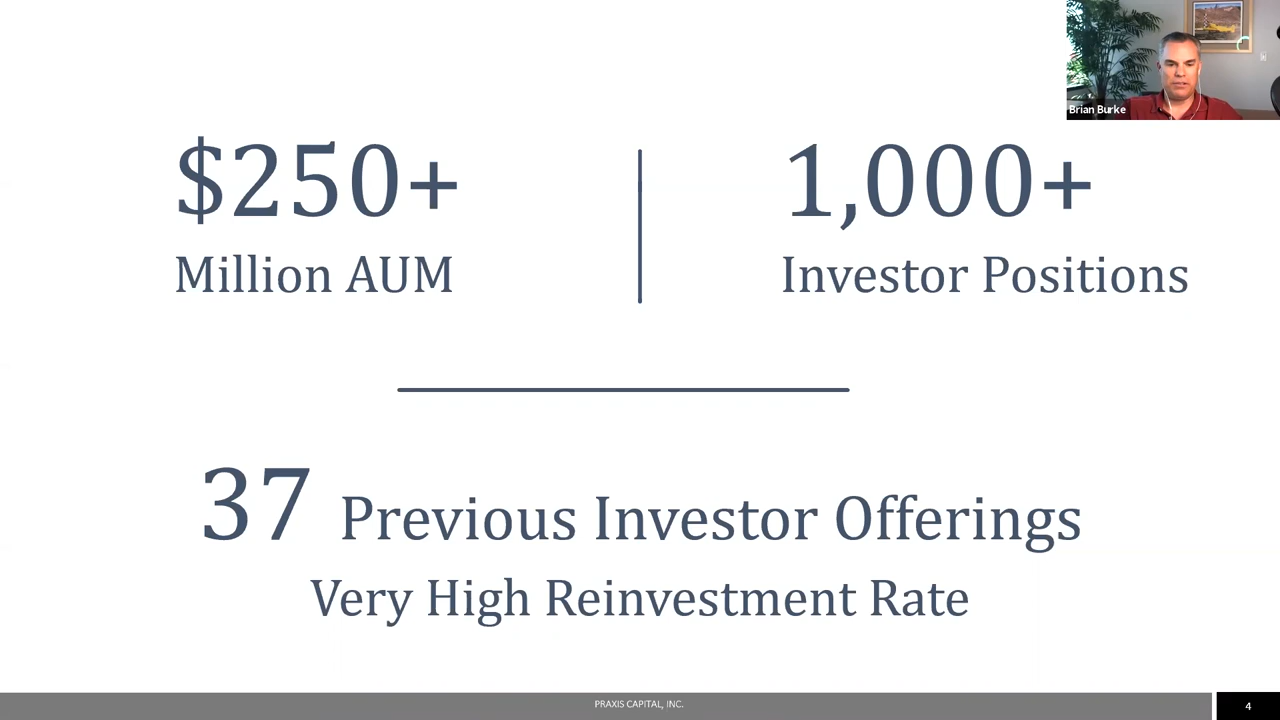 Brian Burke
$250+
Million AUM
1,000+
Investor Positions
37 Previous Investor Offerings
Very High Reinvestment Rate
PRAXIS CAPITAL, INC.
4